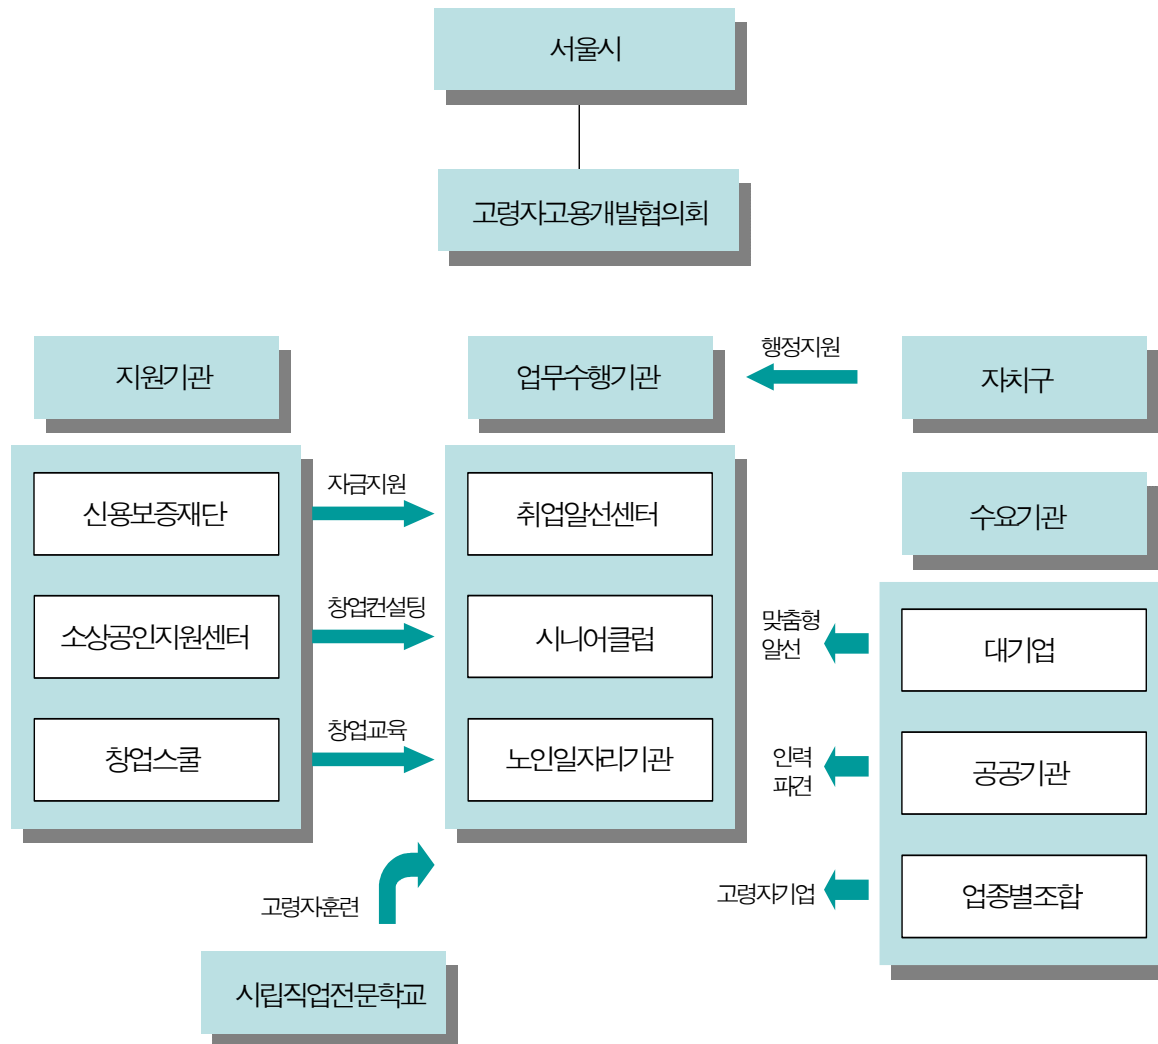 서울시
고령자고용개발협의회
지원기관
업무수행기관
행정지원
자치구
신용보증재단
자금지원
취업알선센터
수요기관
소상공인지원센터
창업컨설팅
시니어클럽
맞춤형
알선
대기업
창업스쿨
창업교육
노인일자리기관
인력
파견
공공기관
고령자훈련
고령자기업
업종별조합
시립직업전문학교